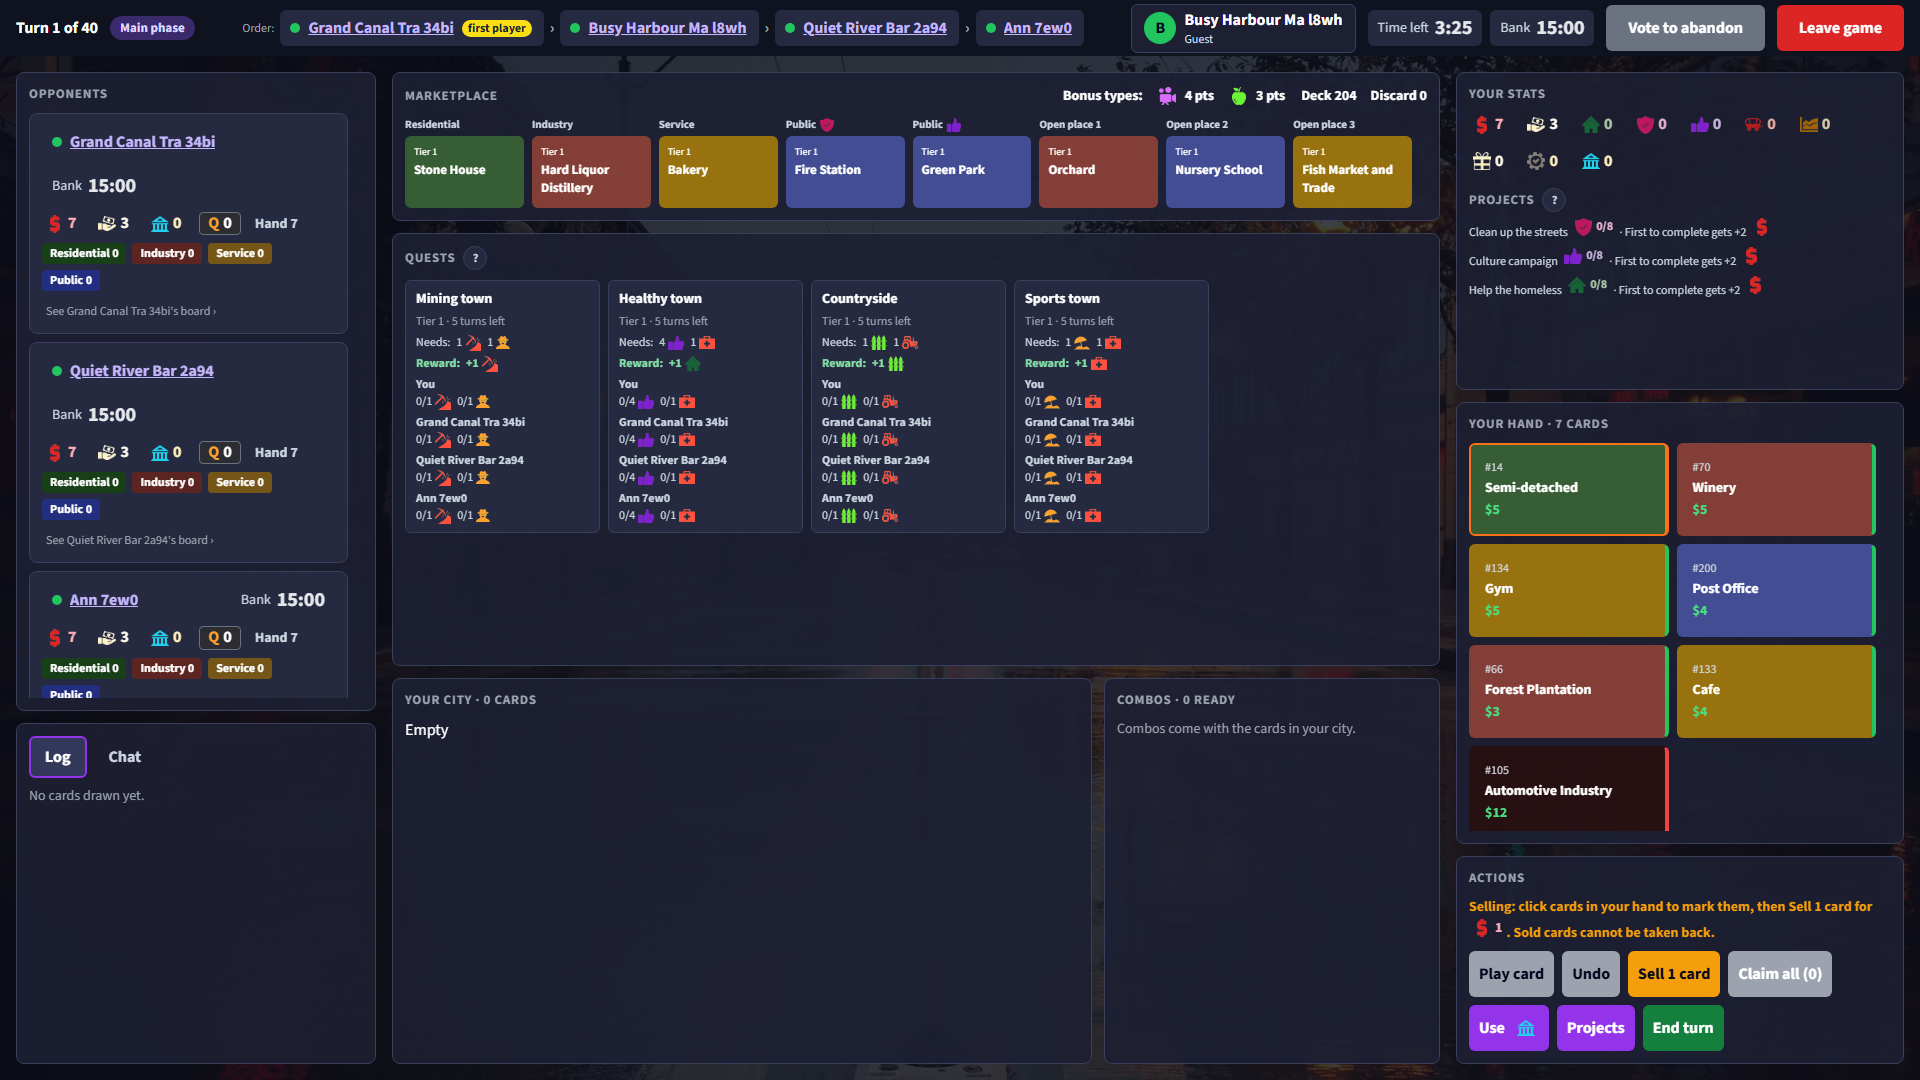 Turn 1 of 40
Main phase
Order:
Grand Canal Tra 34bi
first player
›
Busy Harbour Ma l8wh
›
Quiet River Bar 2a94
›
Ann 7ew0
B
Busy Harbour Ma l8wh
Guest
Time left 3:25
Bank 15:00
Vote to abandon
Leave game
OPPONENTS
Grand Canal Tra 34bi
Bank 15:00
$ 7 3 0 Q 0 Hand 7
Residential 0 Industry 0 Service 0
Public 0
See Grand Canal Tra 34bi's board ›
Quiet River Bar 2a94
Bank 15:00
$ 7 3 0 Q 0 Hand 7
Residential 0 Industry 0 Service 0
Public 0
See Quiet River Bar 2a94's board ›
Ann 7ew0
Bank 15:00
$ 7 3 0 Q 0 Hand 7
Residential 0 Industry 0 Service 0
Public 0
Log
Chat
No cards drawn yet.
MARKETPLACE
Bonus types: 4 pts 3 pts Deck 204 Discard 0
Residential
Tier 1
Stone House
Industry
Tier 1
Hard Liquor
Distillery
Service
Tier 1
Bakery
Public
Tier 1
Fire Station
Public
Tier 1
Green Park
Open place 1
Tier 1
Orchard
Open place 2
Tier 1
Nursery School
Open place 3
Tier 1
Fish Market and
Trade
QUESTS ?
Mining town
Tier 1 · 5 turns left
Needs: 1 1
Reward: +1
You
0/1 0/1
Grand Canal Tra 34bi
0/1 0/1
Quiet River Bar 2a94
0/1 0/1
Ann 7ew0
0/1 0/1
Healthy town
Tier 1 · 5 turns left
Needs: 4 1
Reward: +1
You
0/4 0/1
Grand Canal Tra 34bi
0/4 0/1
Quiet River Bar 2a94
0/4 0/1
Ann 7ew0
0/4 0/1
Countryside
Tier 1 · 5 turns left
Needs: 1 1
Reward: +1
You
0/1 0/1
Grand Canal Tra 34bi
0/1 0/1
Quiet River Bar 2a94
0/1 0/1
Ann 7ew0
0/1 0/1
Sports town
Tier 1 · 5 turns left
Needs: 1 1
Reward: +1
You
0/1 0/1
Grand Canal Tra 34bi
0/1 0/1
Quiet River Bar 2a94
0/1 0/1
Ann 7ew0
0/1 0/1
YOUR CITY · 0 CARDS
Empty
COMBOS · 0 READY
Combos come with the cards in your city.
YOUR STATS
$ 7 3 0 0 0 0 0
0 0 0
PROJECTS ?
Clean up the streets 0/8 · First to complete gets +2 $
Culture campaign 0/8 · First to complete gets +2 $
Help the homeless 0/8 · First to complete gets +2 $
YOUR HAND · 7 CARDS
#14
Semi-detached
$5
#70
Winery
$5
#134
Gym
$5
#200
Post Office
$4
#66
Forest Plantation
$3
#133
Cafe
$4
#105
Automotive Industry
$12
ACTIONS
Selling: click cards in your hand to mark them, then Sell 1 card for
$ 1 . Sold cards cannot be taken back.
Play card
Undo
Sell 1 card
Claim all (0)
Use
Projects
End turn